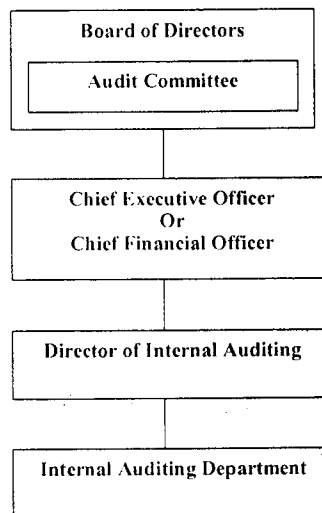 Board of Directors
Audit Committee
Chief Executive Officer
Or
Chief Financial Officer
Director of Internal Auditing
Internal Auditing Department